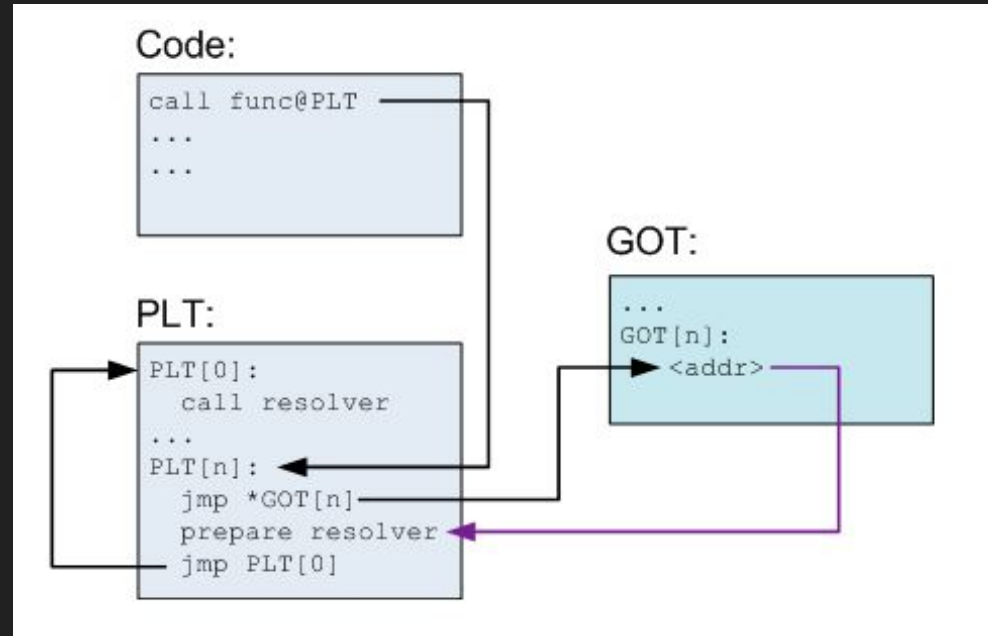 Code:
call func@PLT
...
...
PLT:
PLT[0]:
call resolver
...
PLT[n]:
jmp *GOT[n]
prepare resolver
jmp PLT[0]
GOT:
...
GOT[n]:
<addr>